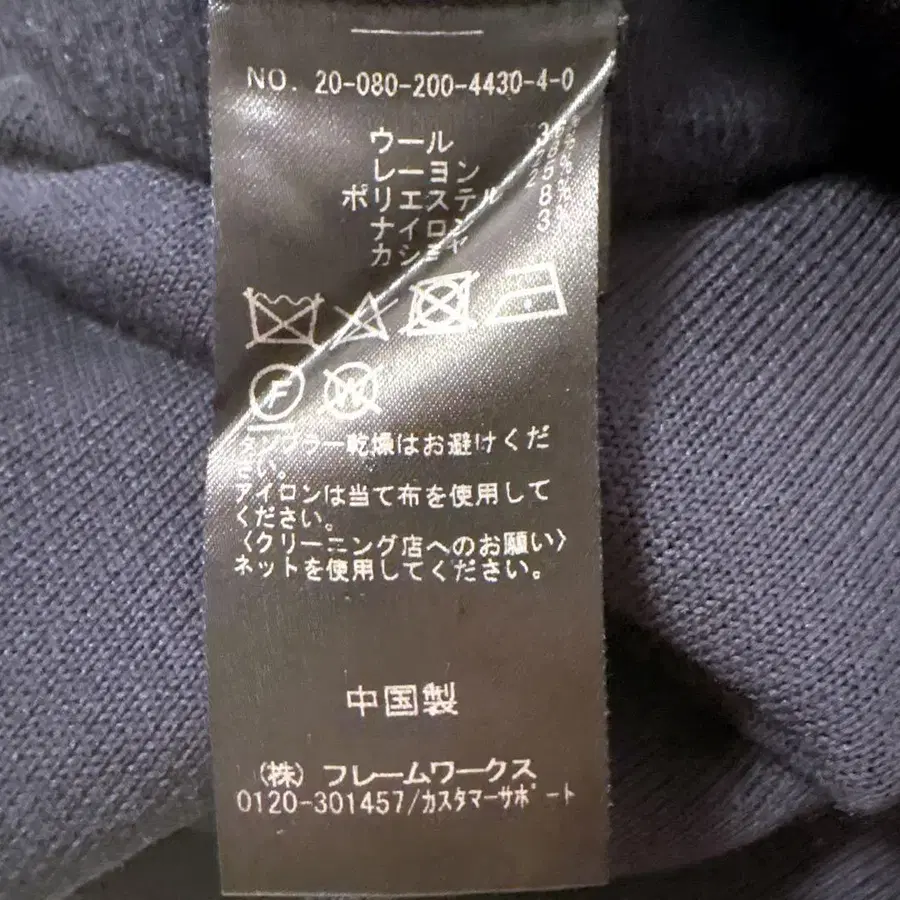 NO. 20-080-200-4430-4-0
ウール
レーヨン
ポリエステル
ナイロン
F
W
タンブラー乾燥はお避けくだ
さい。
アイロンは当て布を使用して
ください。
〈クリーニング店へのお願い〉
ネットを使用してください。
中国製
(株) フレームワークス
0120-301457/カスタマーサポート